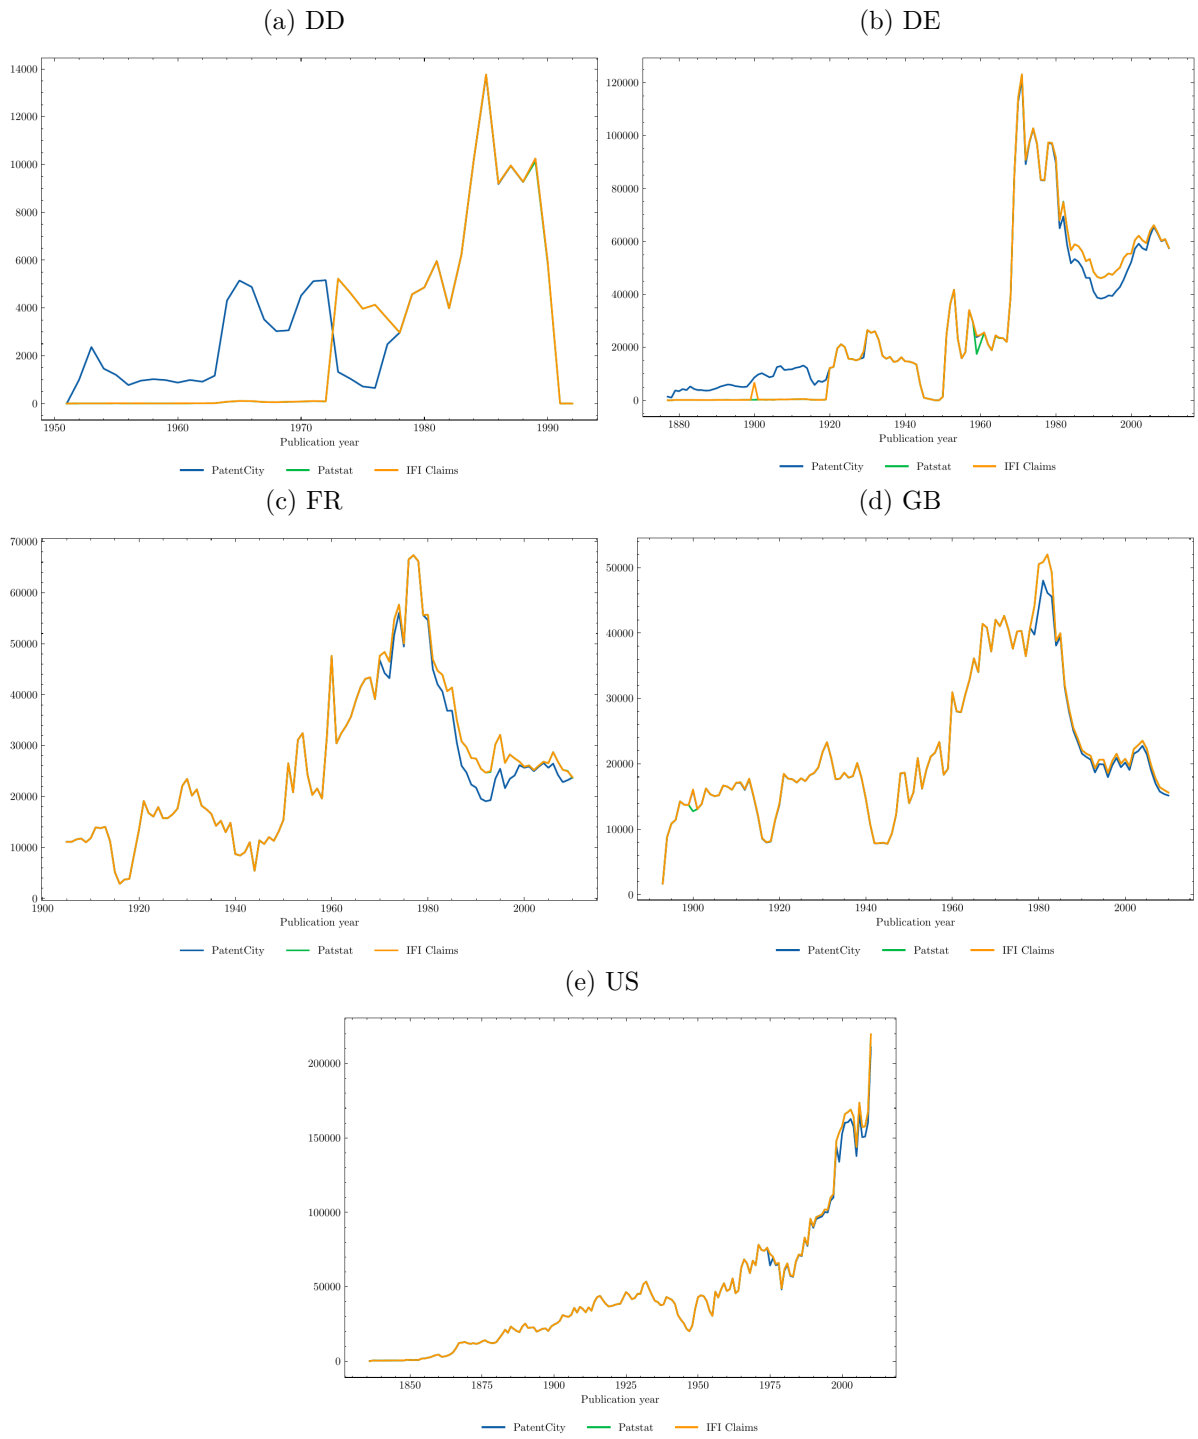 (a) DD
14000
12000
10000
8000
6000
4000
2000
0
1950 1960 1970 1980 1990
Publication year
PatentCity Patstat IFI Claims
(b) DE
120000
100000
80000
60000
40000
20000
0
1880 1900 1920 1940 1960 1980 2000
Publication year
PatentCity Patstat IFI Claims
(c) FR
70000
60000
50000
40000
30000
20000
10000
0
1900 1920 1940 1960 1980 2000
Publication year
PatentCity Patstat IFI Claims
(d) GB
50000
40000
30000
20000
10000
0
1900 1920 1940 1960 1980 2000
Publication year
PatentCity Patstat IFI Claims
(e) US
200000
150000
100000
50000
0
1850 1875 1900 1925 1950 1975 2000
Publication year
PatentCity Patstat IFI Claims